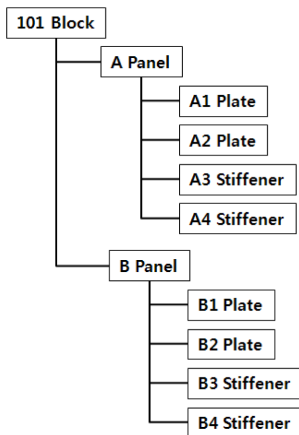 101 Block
A Panel
A1 Plate
A2 Plate
A3 Stiffener
A4 Stiffener
B Panel
B1 Plate
B2 Plate
B3 Stiffener
B4 Stiffener